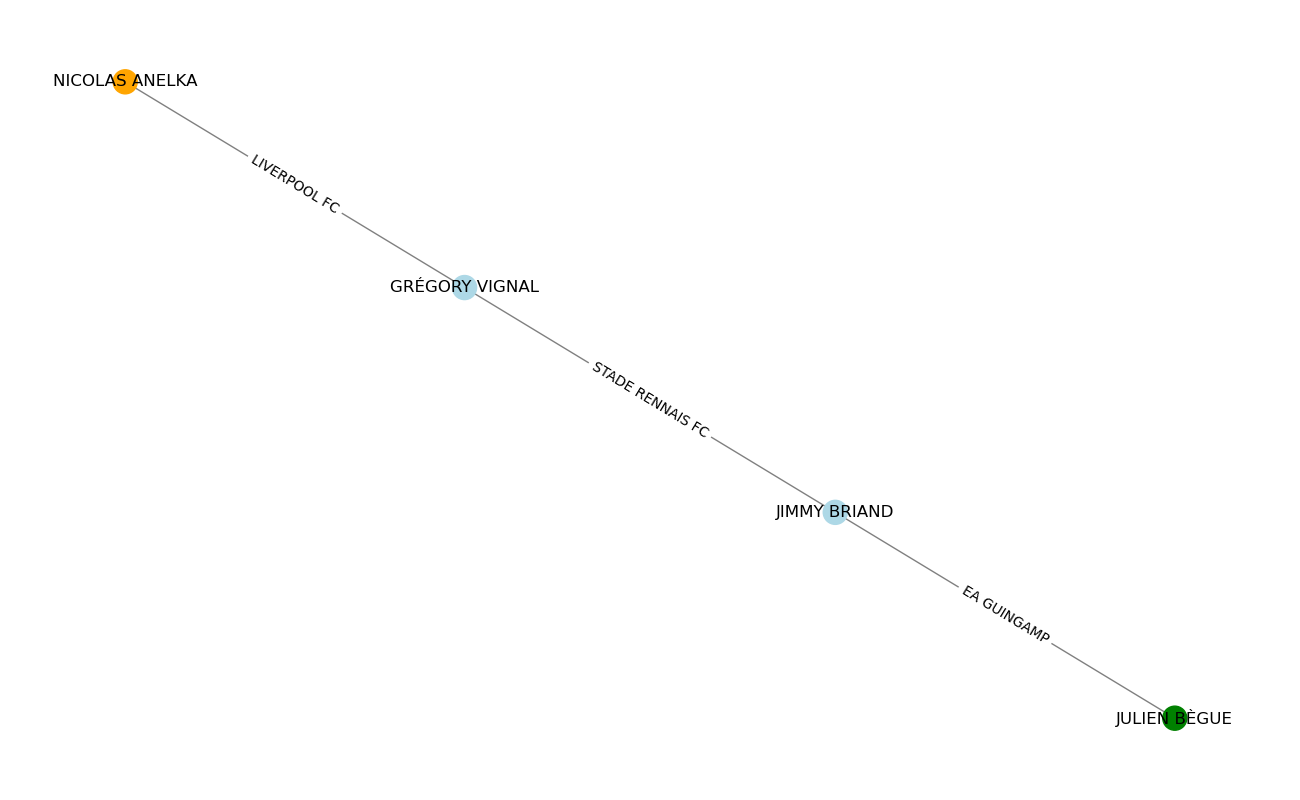 NICOLAS ANELKA
LIVERPOOL FC
GRÉGORY VIGNAL
STADE RENNAIS FC
JIMMY BRIAND
EA GUINGAMP
JULIEN BÈGUE